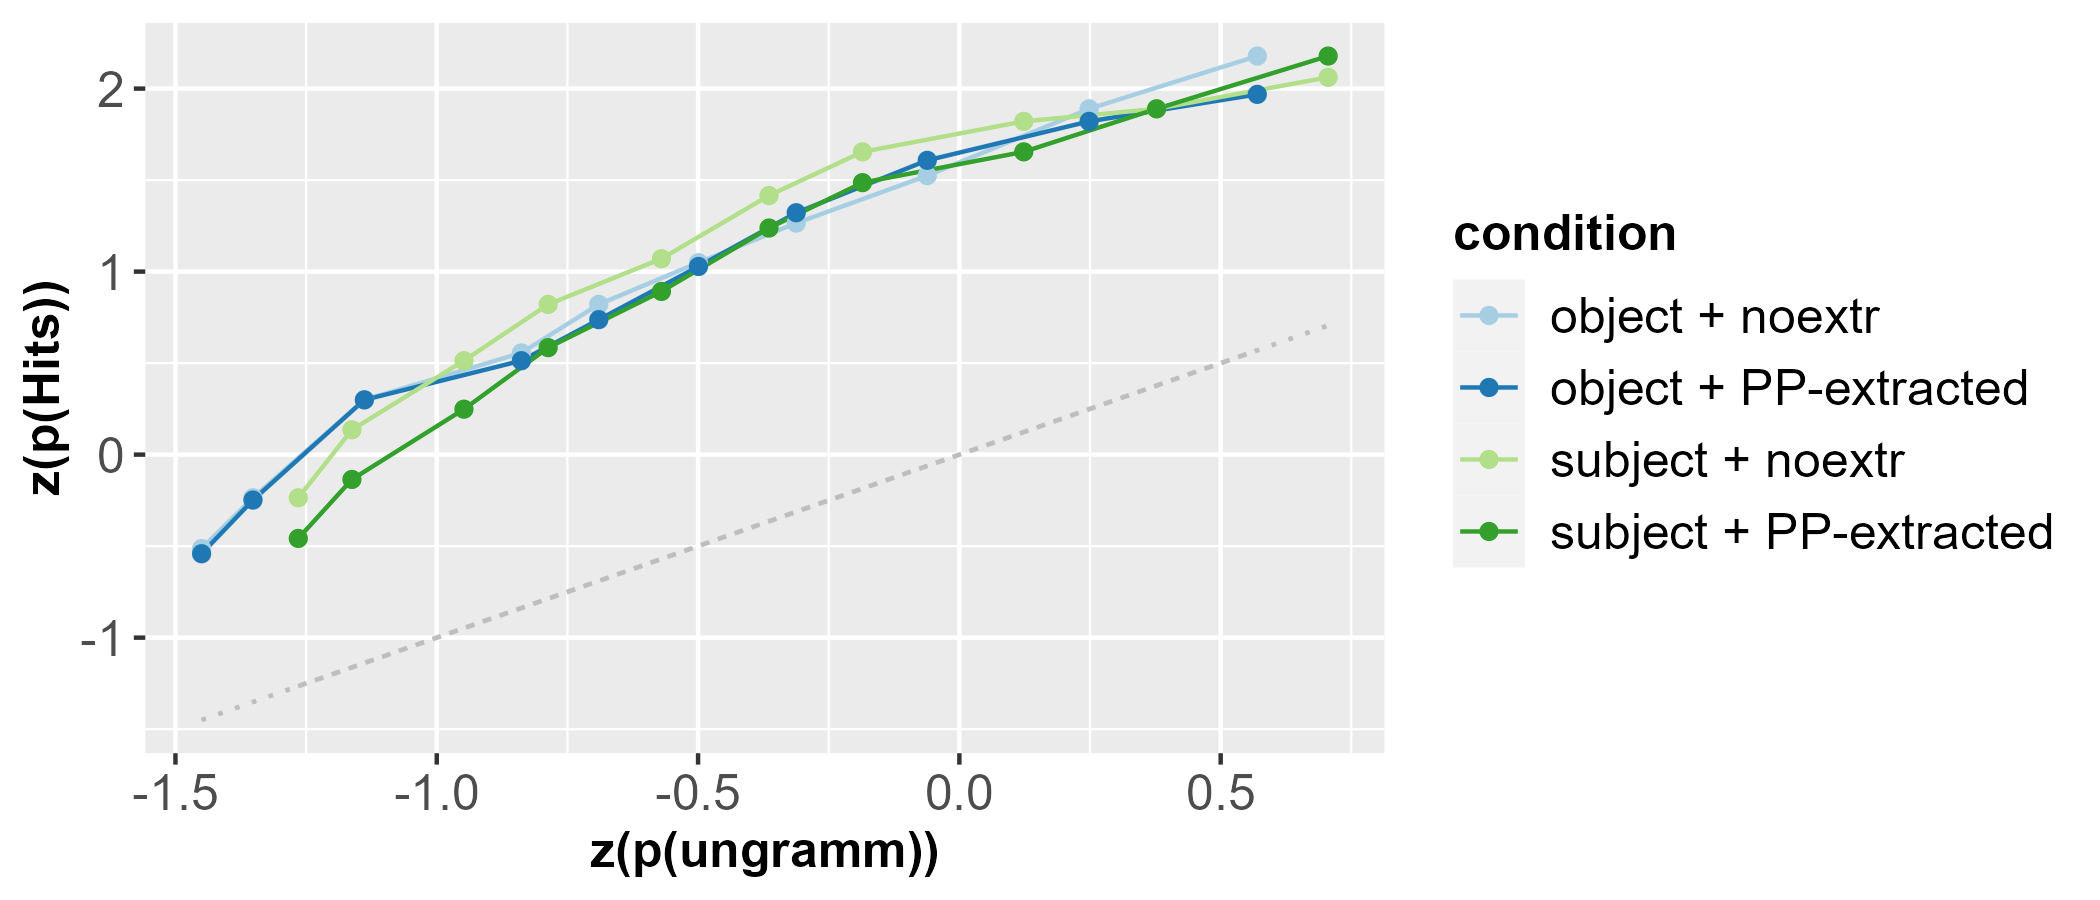 2
1
0
-1
z(p(Hits))
-1.5 -1.0 -0.5 0.0 0.5
z(p(ungramm))
condition
object + noextr
object + PP-extracted
subject + noextr
subject + PP-extracted